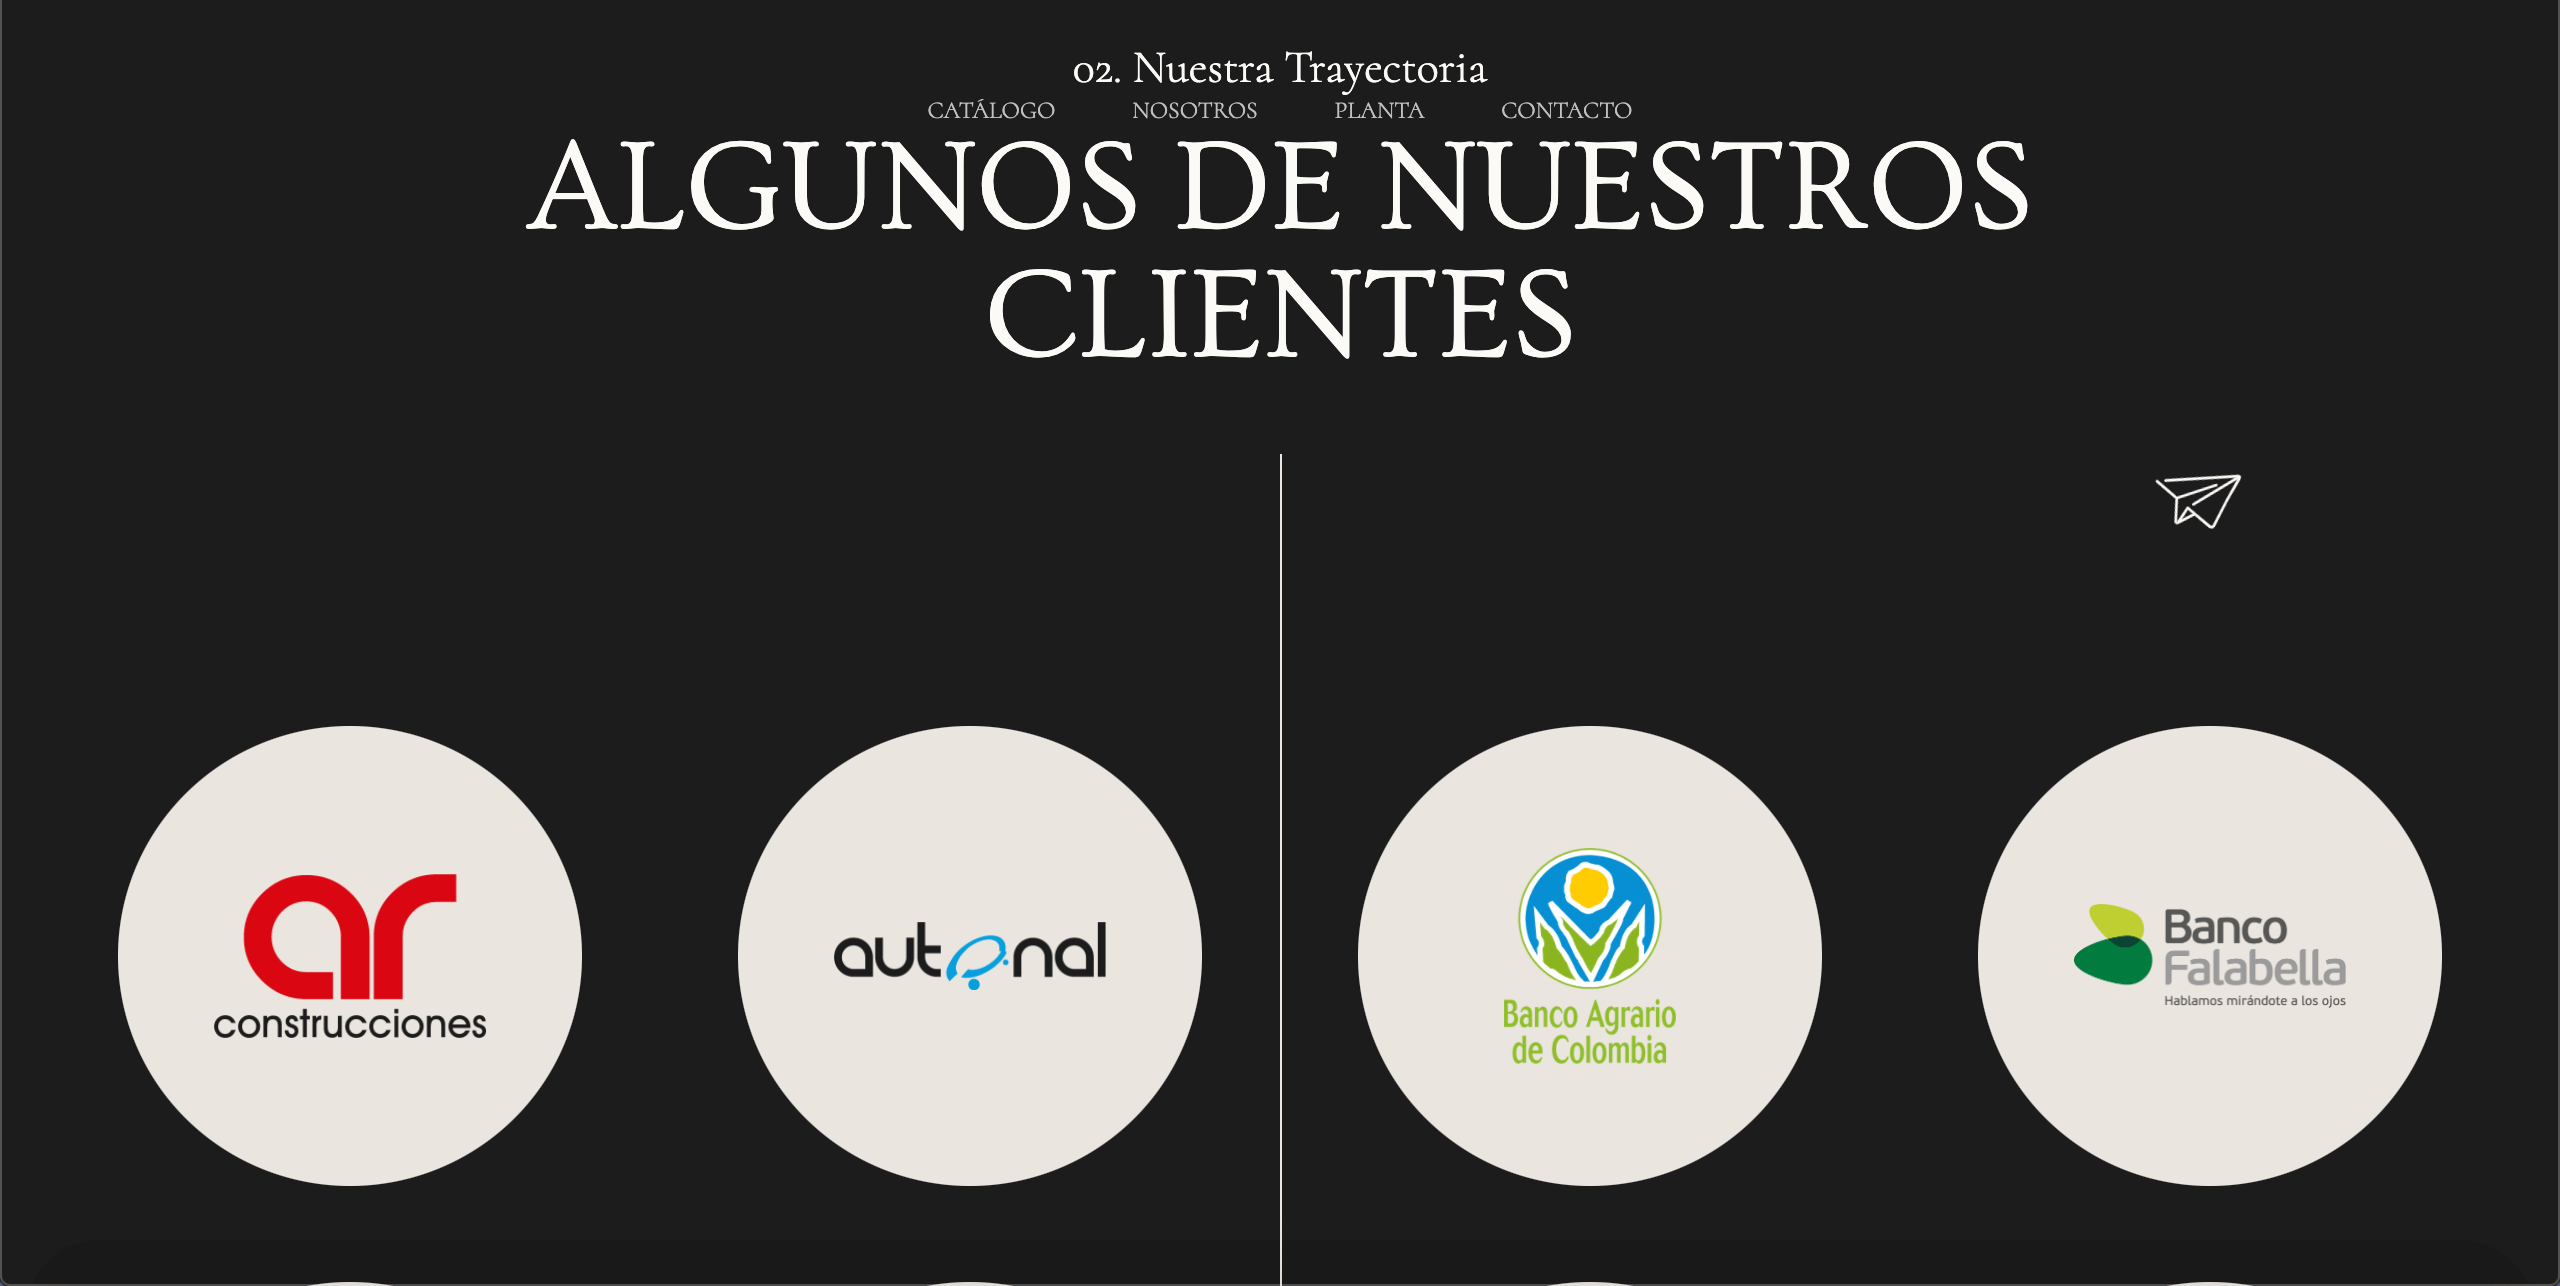 02. Nuestra Trayectoria
CATÁLOGO NOSOTROS PLANTA CONTACTO
ALGUNOS DE NUESTROS
CLIENTES
ar
construcciones
autonal
Banco Agrario
de Colombia
Banco
Falabella
Hablamos mirándote a los ojos